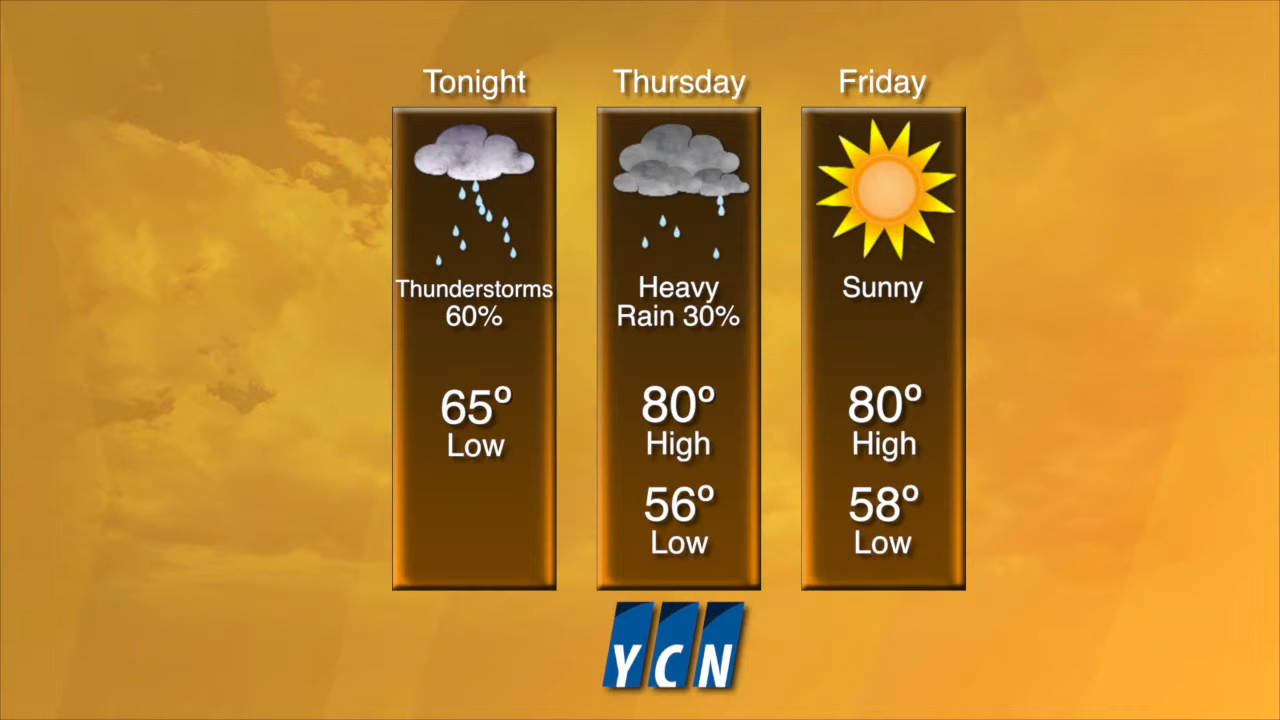 Tonight
Thunderstorms
60%
65º
Low
Thursday
Heavy
Rain 30%
80º
High
56º
Low
Friday
Sunny
80º
High
58º
Low
YCN